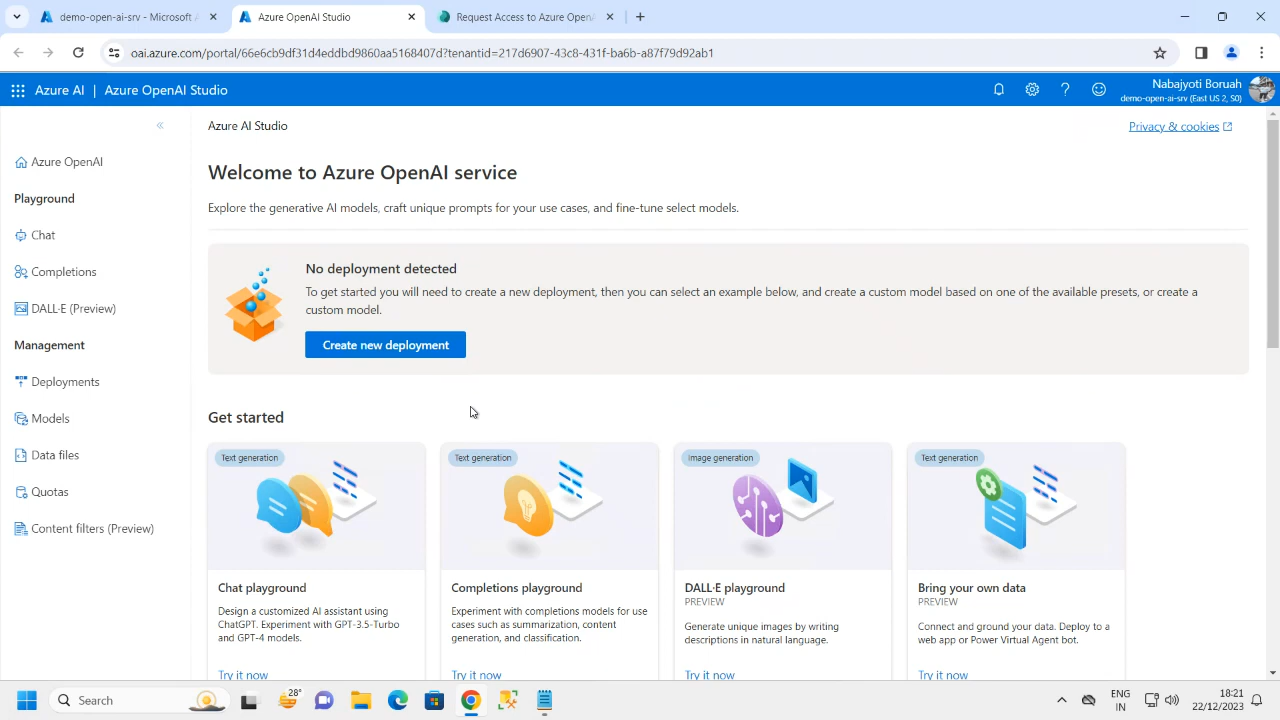 demo-open-ai-srv - Microsoft A
Azure OpenAI Studio
Request Access to Azure OpenA
oai.azure.com/portal/66e6cb9df31d4eddbd9860aa5168407d?tenantid=217d6907-43c8-431f-ba6b-a87f79d92ab1
Azure AI | Azure OpenAI Studio
Nabajyoti Boruah
demo-open-ai-srv (East US 2, S0)
Azure AI Studio
Privacy & cookies
Azure OpenAI
Playground
Chat
Completions
DALL·E (Preview)
Management
Deployments
Models
Data files
Quotas
Content filters (Preview)
Welcome to Azure OpenAI service
Explore the generative AI models, craft unique prompts for your use cases, and fine-tune select models.
No deployment detected
To get started you will need to create a new deployment, then you can select an example below, and create a custom model based on one of the available presets, or create a
custom model.
Create new deployment
Get started
Text generation
Chat playground
Design a customized AI assistant using
ChatGPT. Experiment with GPT-3.5-Turbo
and GPT-4 models.
Try it now
Text generation
Completions playground
Experiment with completions models for use
cases such as summarization, content
generation, and classification.
Try it now
Image generation
DALL·E playground
PREVIEW
Generate unique images by writing
descriptions in natural language.
Try it now
Text generation
Bring your own data
PREVIEW
Connect and ground your data. Deploy to a
web app or Power Virtual Agent bot.
Try it now
Search
28°
ENG
IN
18:21
22/12/2023